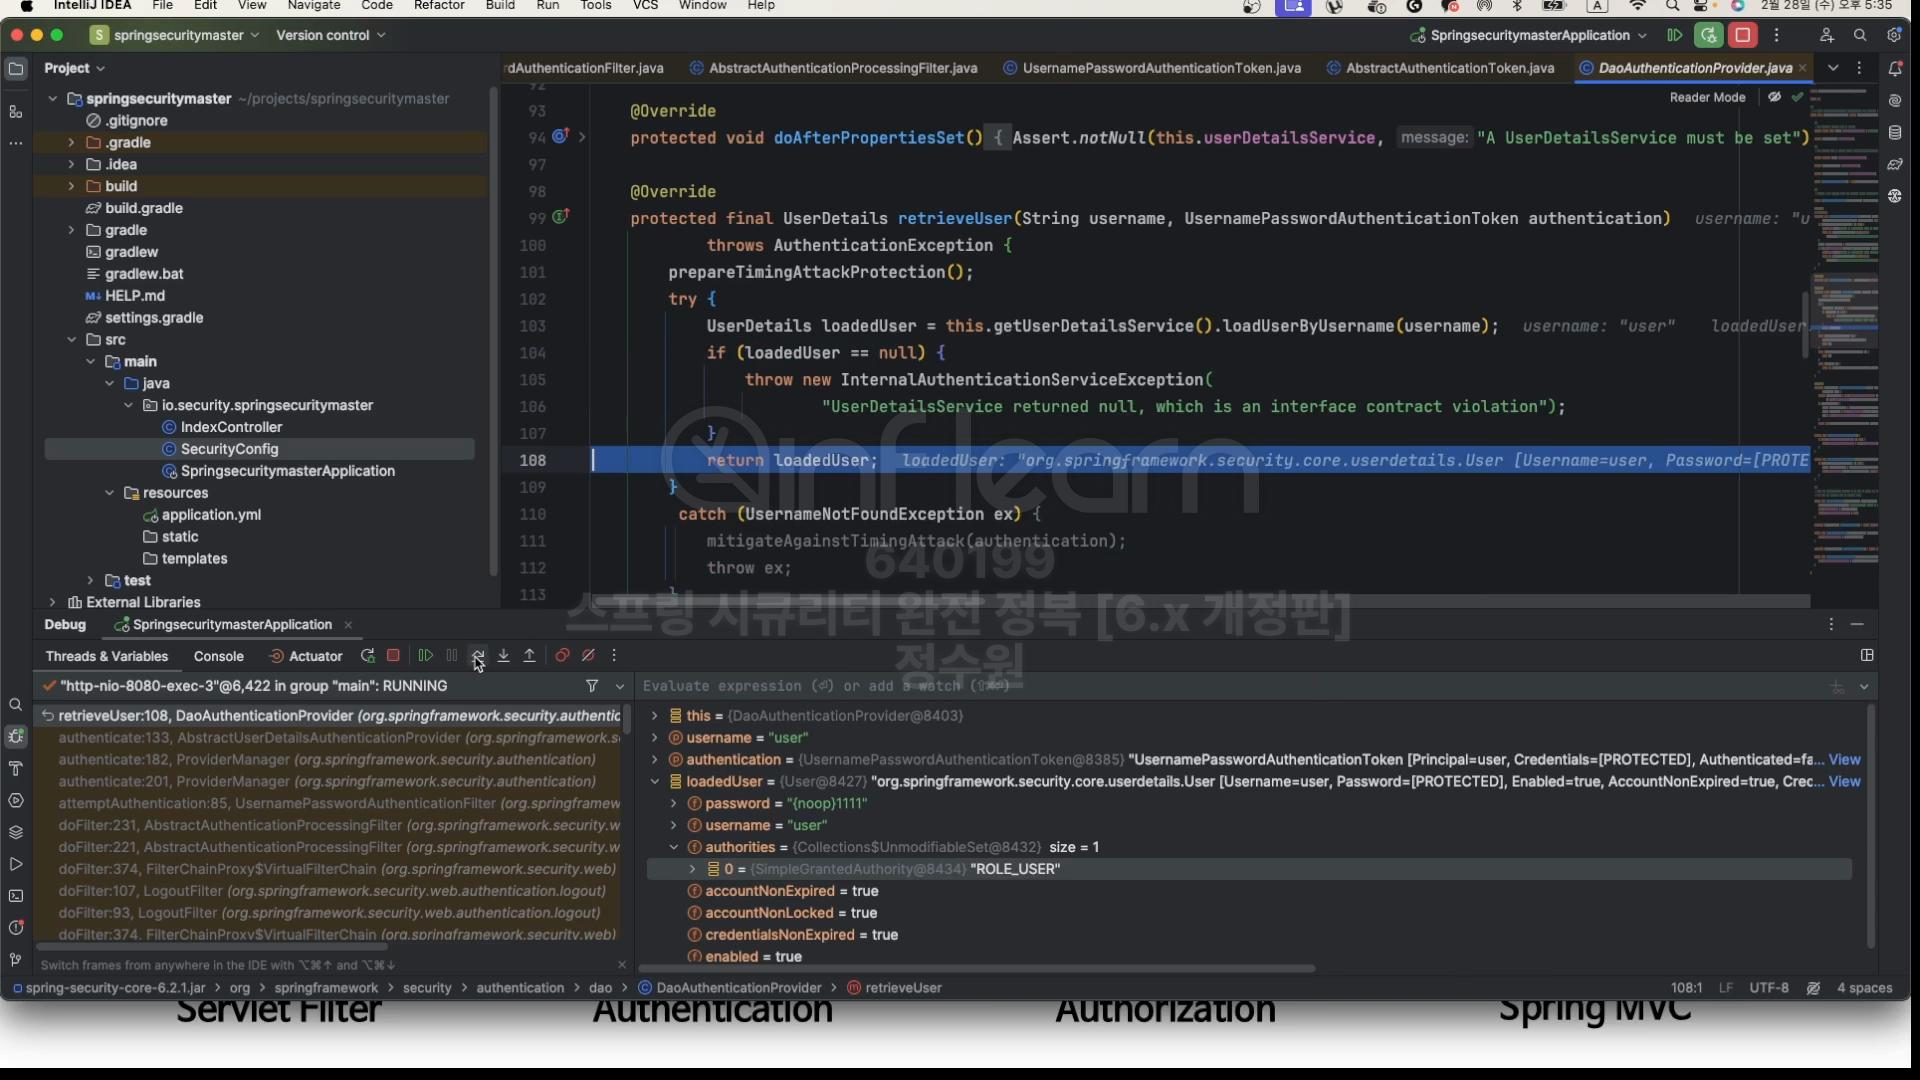 IntelliJ IDEA File Edit View Navigate Code Refactor Build Run Tools VCS Window Help A 2월 28일 (수) 오후 5:35
S springsecuritymaster Version control SpringsecuritymasterApplication
Project rdAuthenticationFilter.java AbstractAuthenticationProcessingFilter.java UsernamePasswordAuthenticationToken.java AbstractAuthenticationToken.java DaoAuthenticationProvider.java
Reader Mode
springsecuritymaster ~/projects/springsecuritymaster
.gitignore
.gradle
.idea
build
build.gradle
gradle
gradlew
gradlew.bat
M↓ HELP.md
settings.gradle
src
main
java
io.security.springsecuritymaster
IndexController
SecurityConfig
SpringsecuritymasterApplication
resources
application.yml
static
templates
test
External Libraries
92
93 @Override
94 protected void doAfterPropertiesSet() { Assert.notNull(this.userDetailsService, message: "A UserDetailsService must be set")
97
98 @Override
99 protected final UserDetails retrieveUser(String username, UsernamePasswordAuthenticationToken authentication) username: "u
100 throws AuthenticationException {
101 prepareTimingAttackProtection();
102 try {
103 UserDetails loadedUser = this.getUserDetailsService().loadUserByUsername(username); username: "user" loadedUser
104 if (loadedUser == null) {
105 throw new InternalAuthenticationServiceException(
106 "UserDetailsService returned null, which is an interface contract violation");
107 }
108 return loadedUser; loadedUser: "org.springframework.security.core.userdetails.User [Username=user, Password=[PROTE
109 }
110 catch (UsernameNotFoundException ex) {
111 mitigateAgainstTimingAttack(authentication);
112 throw ex;
113 }
inflearn
640199
스프링 시큐리티 완전 정복 [6.x 개정판]
정수원
Debug SpringsecuritymasterApplication
Threads & Variables Console Actuator
"http-nio-8080-exec-3"@6,422 in group "main": RUNNING
retrieveUser:108, DaoAuthenticationProvider (org.springframework.security.authentic
authenticate:133, AbstractUserDetailsAuthenticationProvider (org.springframework.s
authenticate:182, ProviderManager (org.springframework.security.authentication)
authenticate:201, ProviderManager (org.springframework.security.authentication)
attemptAuthentication:85, UsernamePasswordAuthenticationFilter (org.springframew
doFilter:231, AbstractAuthenticationProcessingFilter (org.springframework.security.w
doFilter:221, AbstractAuthenticationProcessingFilter (org.springframework.security.w
doFilter:374, FilterChainProxy$VirtualFilterChain (org.springframework.security.web)
doFilter:107, LogoutFilter (org.springframework.security.web.authentication.logout)
doFilter:93, LogoutFilter (org.springframework.security.web.authentication.logout)
doFilter:374, FilterChainProxy$VirtualFilterChain (org.springframework.security.web)
Switch frames from anywhere in the IDE with ⌥⌘↑ and ⌥⌘↓
Evaluate expression (⏎) or add a watch (⇧⌘⏎)
this = {DaoAuthenticationProvider@8403}
username = "user"
authentication = {UsernamePasswordAuthenticationToken@8385} "UsernamePasswordAuthenticationToken [Principal=user, Credentials=[PROTECTED], Authenticated=fa... View
loadedUser = {User@8427} "org.springframework.security.core.userdetails.User [Username=user, Password=[PROTECTED], Enabled=true, AccountNonExpired=true, Crec... View
password = "{noop}1111"
username = "user"
authorities = {Collections$UnmodifiableSet@8432} size = 1
0 = {SimpleGrantedAuthority@8434} "ROLE_USER"
accountNonExpired = true
accountNonLocked = true
credentialsNonExpired = true
enabled = true
spring-security-core-6.2.1.jar > org > springframework > security > authentication > dao > DaoAuthenticationProvider > retrieveUser 108:1 LF UTF-8 4 spaces
Servlet Filter Authentication Authorization Spring MVC